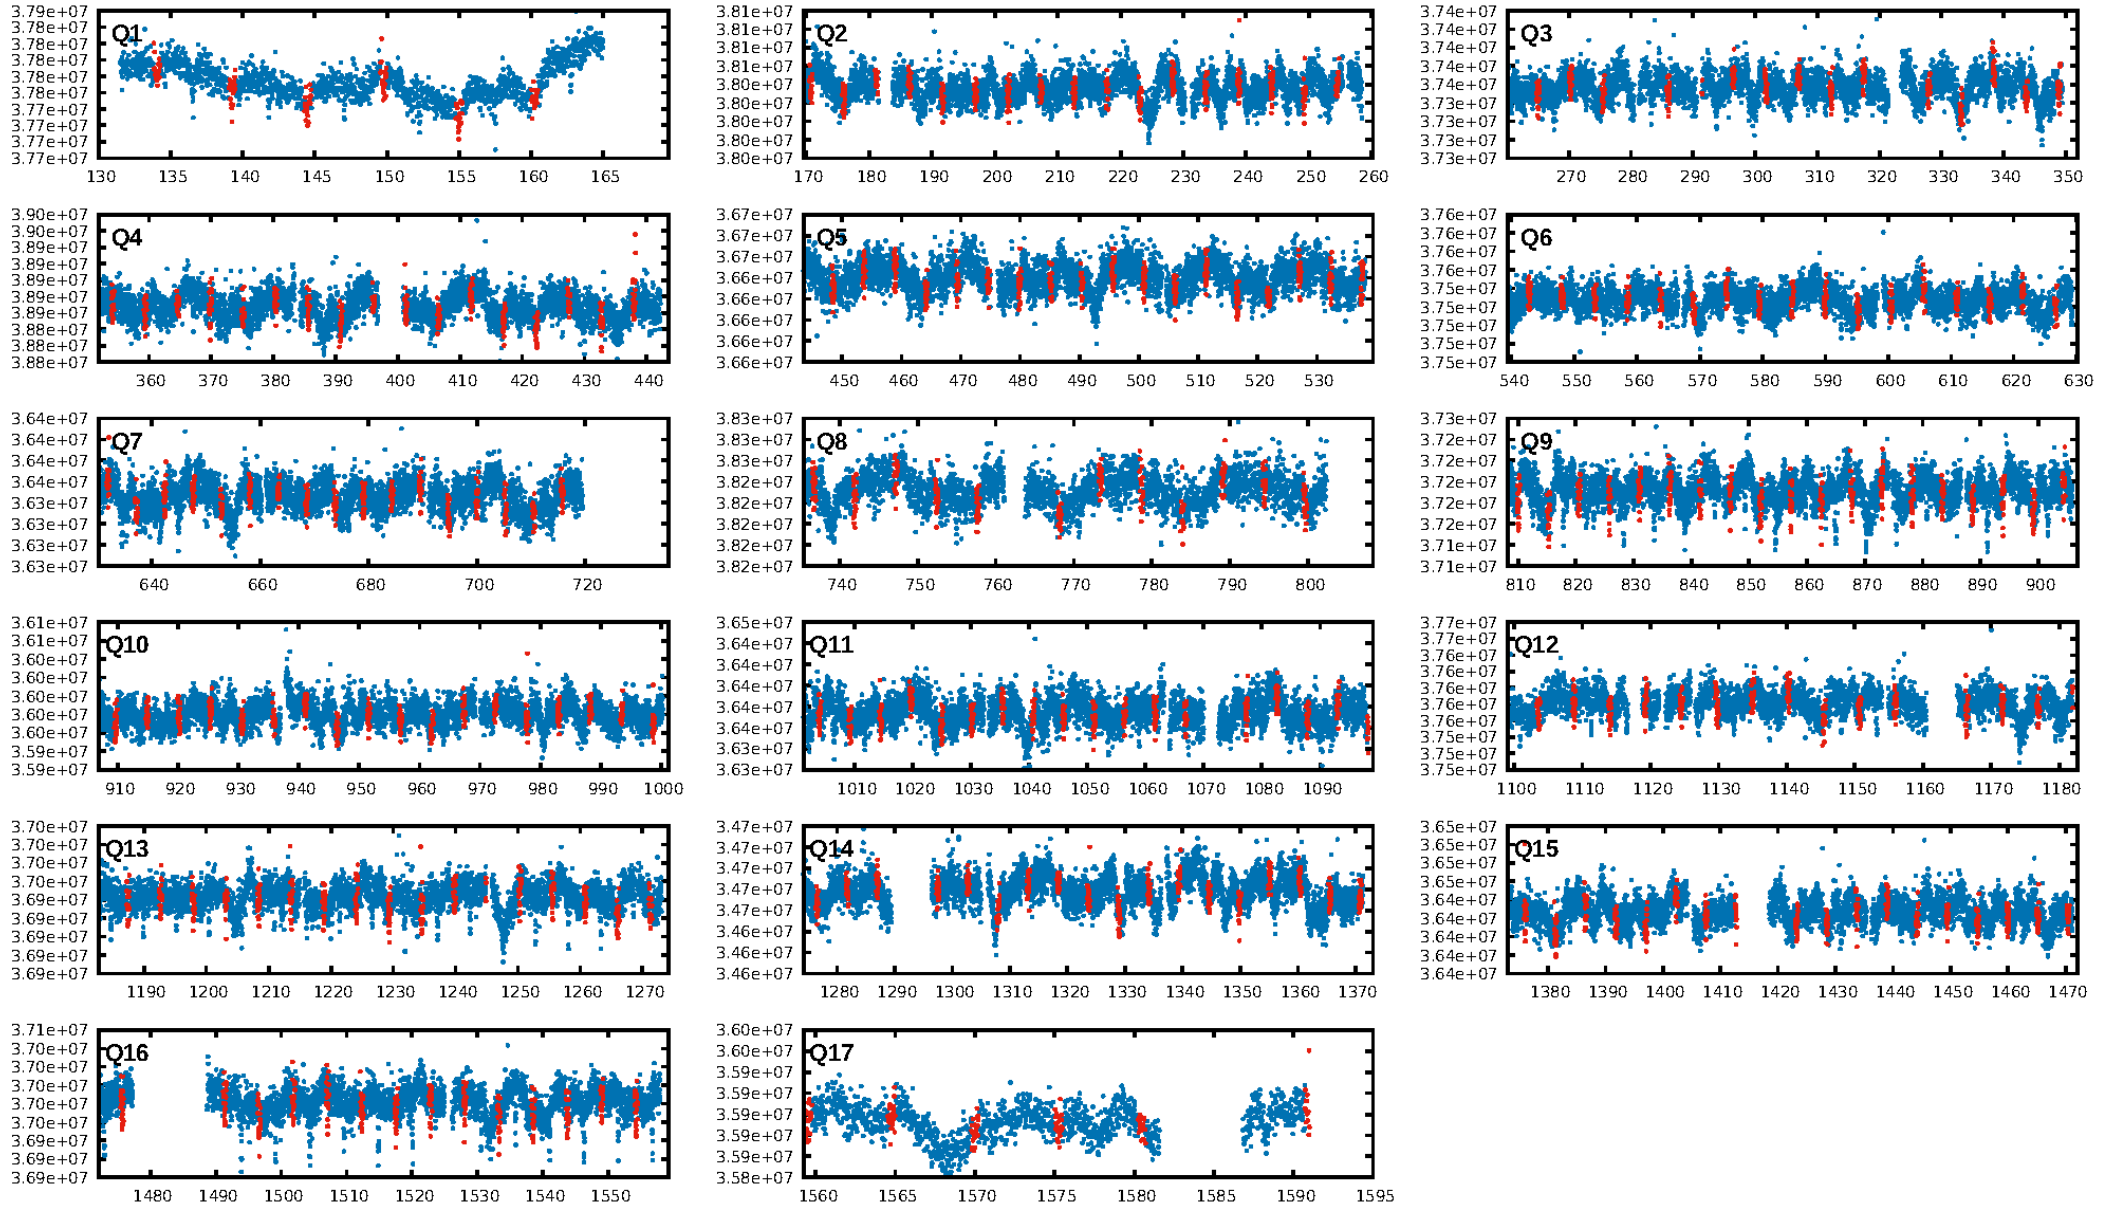 3.79e+07 3.78e+07 3.78e+07 3.78e+07 3.78e+07 3.78e+07 3.77e+07 3.77e+07 3.77e+07 3.77e+07
Q1
130 135 140 145 150 155 160 165
3.81e+07 3.81e+07 3.81e+07 3.81e+07 3.80e+07 3.80e+07 3.80e+07 3.80e+07 3.80e+07
Q2
170 180 190 200 210 220 230 240 250 260
3.74e+07 3.74e+07 3.74e+07 3.74e+07 3.74e+07 3.73e+07 3.73e+07 3.73e+07 3.73e+07
Q3
270 280 290 300 310 320 330 340 350
3.90e+07 3.90e+07 3.89e+07 3.89e+07 3.89e+07 3.89e+07 3.89e+07 3.88e+07 3.88e+07 3.88e+07
Q4
360 370 380 390 400 410 420 430 440
3.67e+07 3.67e+07 3.67e+07 3.66e+07 3.66e+07 3.66e+07 3.66e+07 3.66e+07
Q5
450 460 470 480 490 500 510 520 530
3.76e+07 3.76e+07 3.76e+07 3.76e+07 3.75e+07 3.75e+07 3.75e+07 3.75e+07 3.75e+07
Q6
540 550 560 570 580 590 600 610 620 630
3.64e+07 3.64e+07 3.64e+07 3.64e+07 3.63e+07 3.63e+07 3.63e+07 3.63e+07
Q7
640 660 680 700 720
3.83e+07 3.83e+07 3.83e+07 3.82e+07 3.82e+07 3.82e+07 3.82e+07 3.82e+07
Q8
740 750 760 770 780 790 800
3.73e+07 3.72e+07 3.72e+07 3.72e+07 3.72e+07 3.72e+07 3.71e+07 3.71e+07
Q9
810 820 830 840 850 860 870 880 890 900
3.61e+07 3.61e+07 3.60e+07 3.60e+07 3.60e+07 3.60e+07 3.60e+07 3.59e+07 3.59e+07
Q10
910 920 930 940 950 960 970 980 990 1000
3.65e+07 3.64e+07 3.64e+07 3.64e+07 3.64e+07 3.64e+07 3.63e+07 3.63e+07
Q11
1010 1020 1030 1040 1050 1060 1070 1080 1090
3.77e+07 3.77e+07 3.76e+07 3.76e+07 3.76e+07 3.76e+07 3.76e+07 3.75e+07 3.75e+07 3.75e+07
Q12
1100 1110 1120 1130 1140 1150 1160 1170 1180
3.70e+07 3.70e+07 3.70e+07 3.70e+07 3.69e+07 3.69e+07 3.69e+07 3.69e+07 3.69e+07
Q13
1190 1200 1210 1220 1230 1240 1250 1260 1270
3.47e+07 3.47e+07 3.47e+07 3.47e+07 3.47e+07 3.46e+07 3.46e+07 3.46e+07
Q14
1280 1290 1300 1310 1320 1330 1340 1350 1360 1370
3.65e+07 3.65e+07 3.65e+07 3.65e+07 3.64e+07 3.64e+07 3.64e+07 3.64e+07 3.64e+07
Q15
1380 1390 1400 1410 1420 1430 1440 1450 1460 1470
3.71e+07 3.70e+07 3.70e+07 3.70e+07 3.70e+07 3.70e+07 3.69e+07 3.69e+07 3.69e+07
Q16
1480 1490 1500 1510 1520 1530 1540 1550
3.60e+07 3.60e+07 3.59e+07 3.59e+07 3.59e+07 3.59e+07 3.59e+07 3.58e+07
Q17
1560 1565 1570 1575 1580 1585 1590 1595